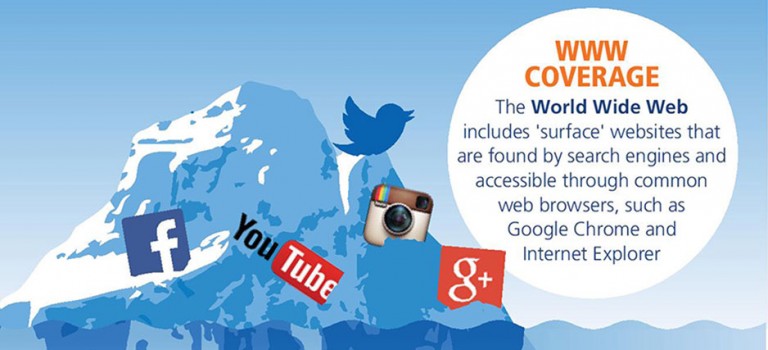 WWW
COVERAGE
The World Wide Web
includes 'surface' websites that
are found by search engines and
accessible through common
web browsers, such as
Google Chrome and
Internet Explorer
f
You Tube
g+